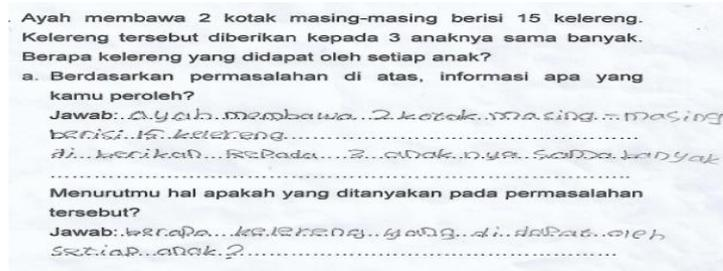 . Ayah membawa 2 kotak masing-masing berisi 15 kelereng.
Kelereng tersebut diberikan kepada 3 anaknya sama banyak.
Berapa kelereng yang didapat oleh setiap anak?
a. Berdasarkan permasalahan di atas, informasi apa yang
kamu peroleh?
Jawab: ayah membawa 2 kotak masing - masing
berisi 15 kelereng
di berikan kepada 3 anak nya sama banyak
Menurutmu hal apakah yang ditanyakan pada permasalahan
tersebut?
Jawab: berapa kelereng yang di dapat oleh
setiap anak ?